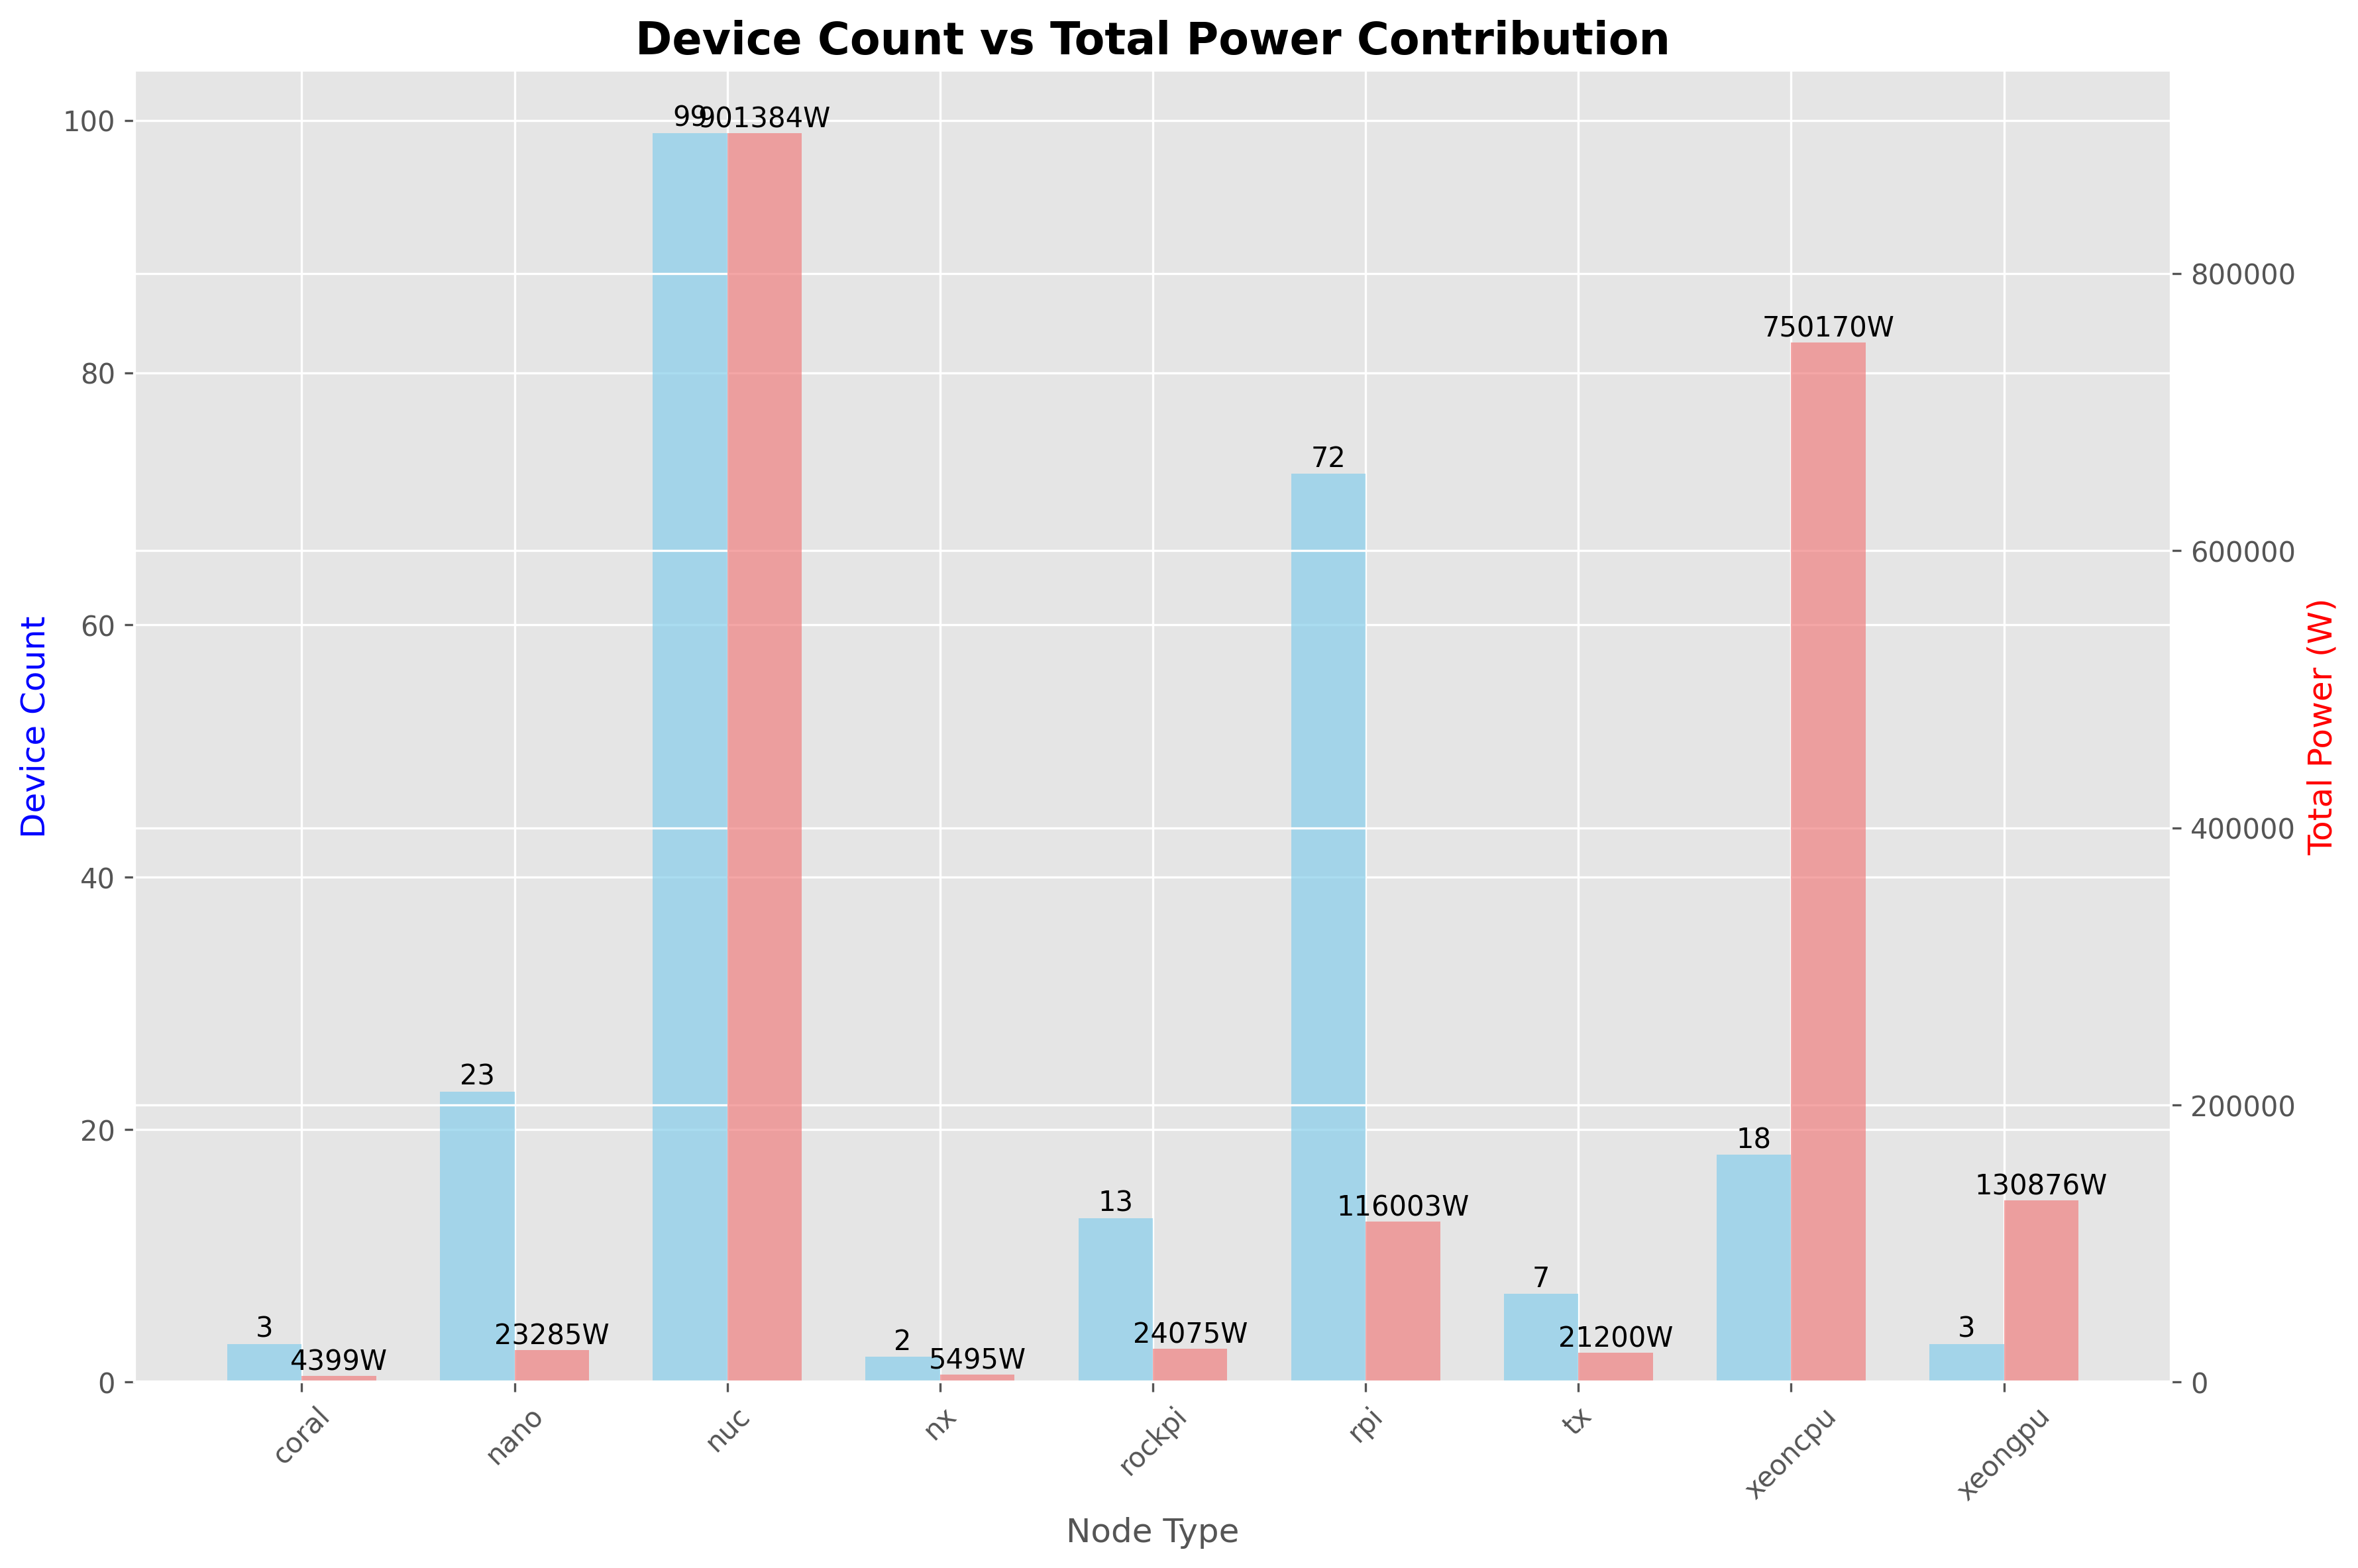 Device Count vs Total Power Contribution
100
80
60
40
20
0
Device Count
800000
600000
400000
200000
0
Total Power (W)
3
4399W
23
23285W
99
901384W
2
5495W
13
24075W
72
116003W
7
21200W
18
750170W
3
130876W
coral
nano
nuc
nx
rockpi
rpi
tx
xeoncpu
xeongpu
Node Type